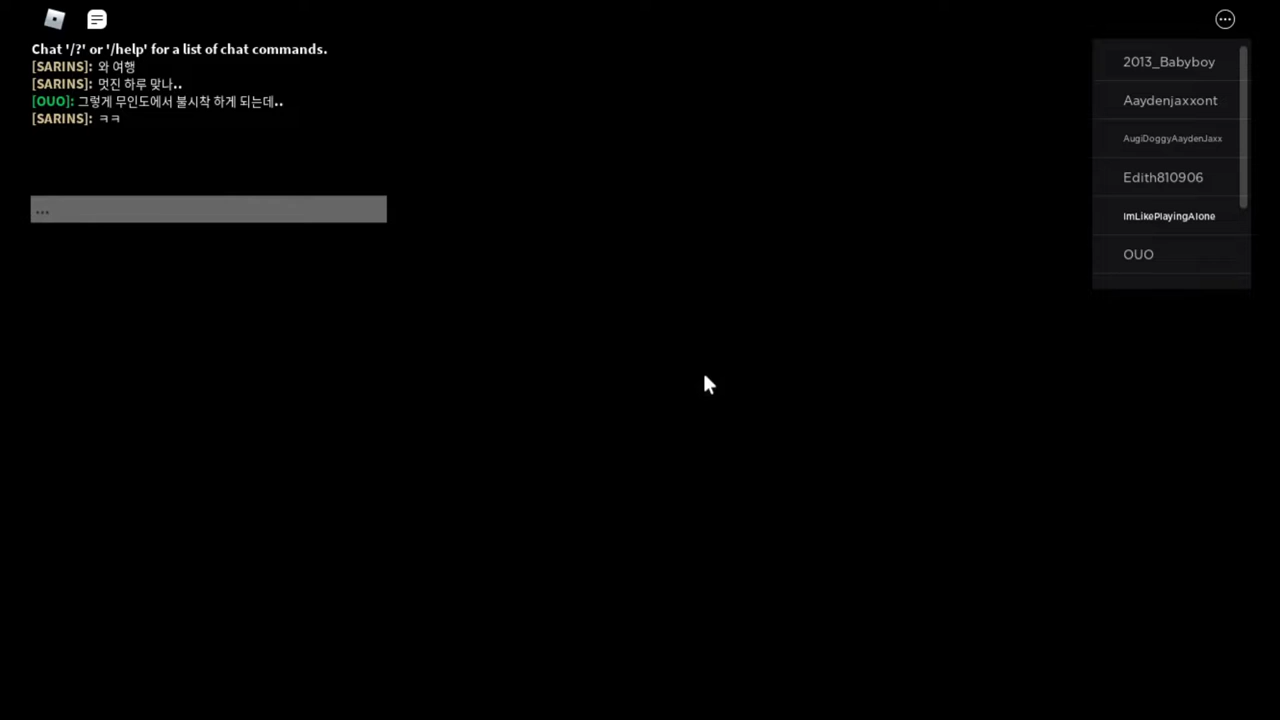 Chat '/?' or '/help' for a list of chat commands.
[SARINS]: 와 여행
[SARINS]: 멋진 하루 맞나..
[OUO]: 그렇게 무인도에서 불시착 하게 되는데..
[SARINS]: ㅋㅋ
...
2013_Babyboy
Aaydenjaxxont
AugiDoggyAaydenJaxx
Edith810906
ImLikePlayingAlone
OUO